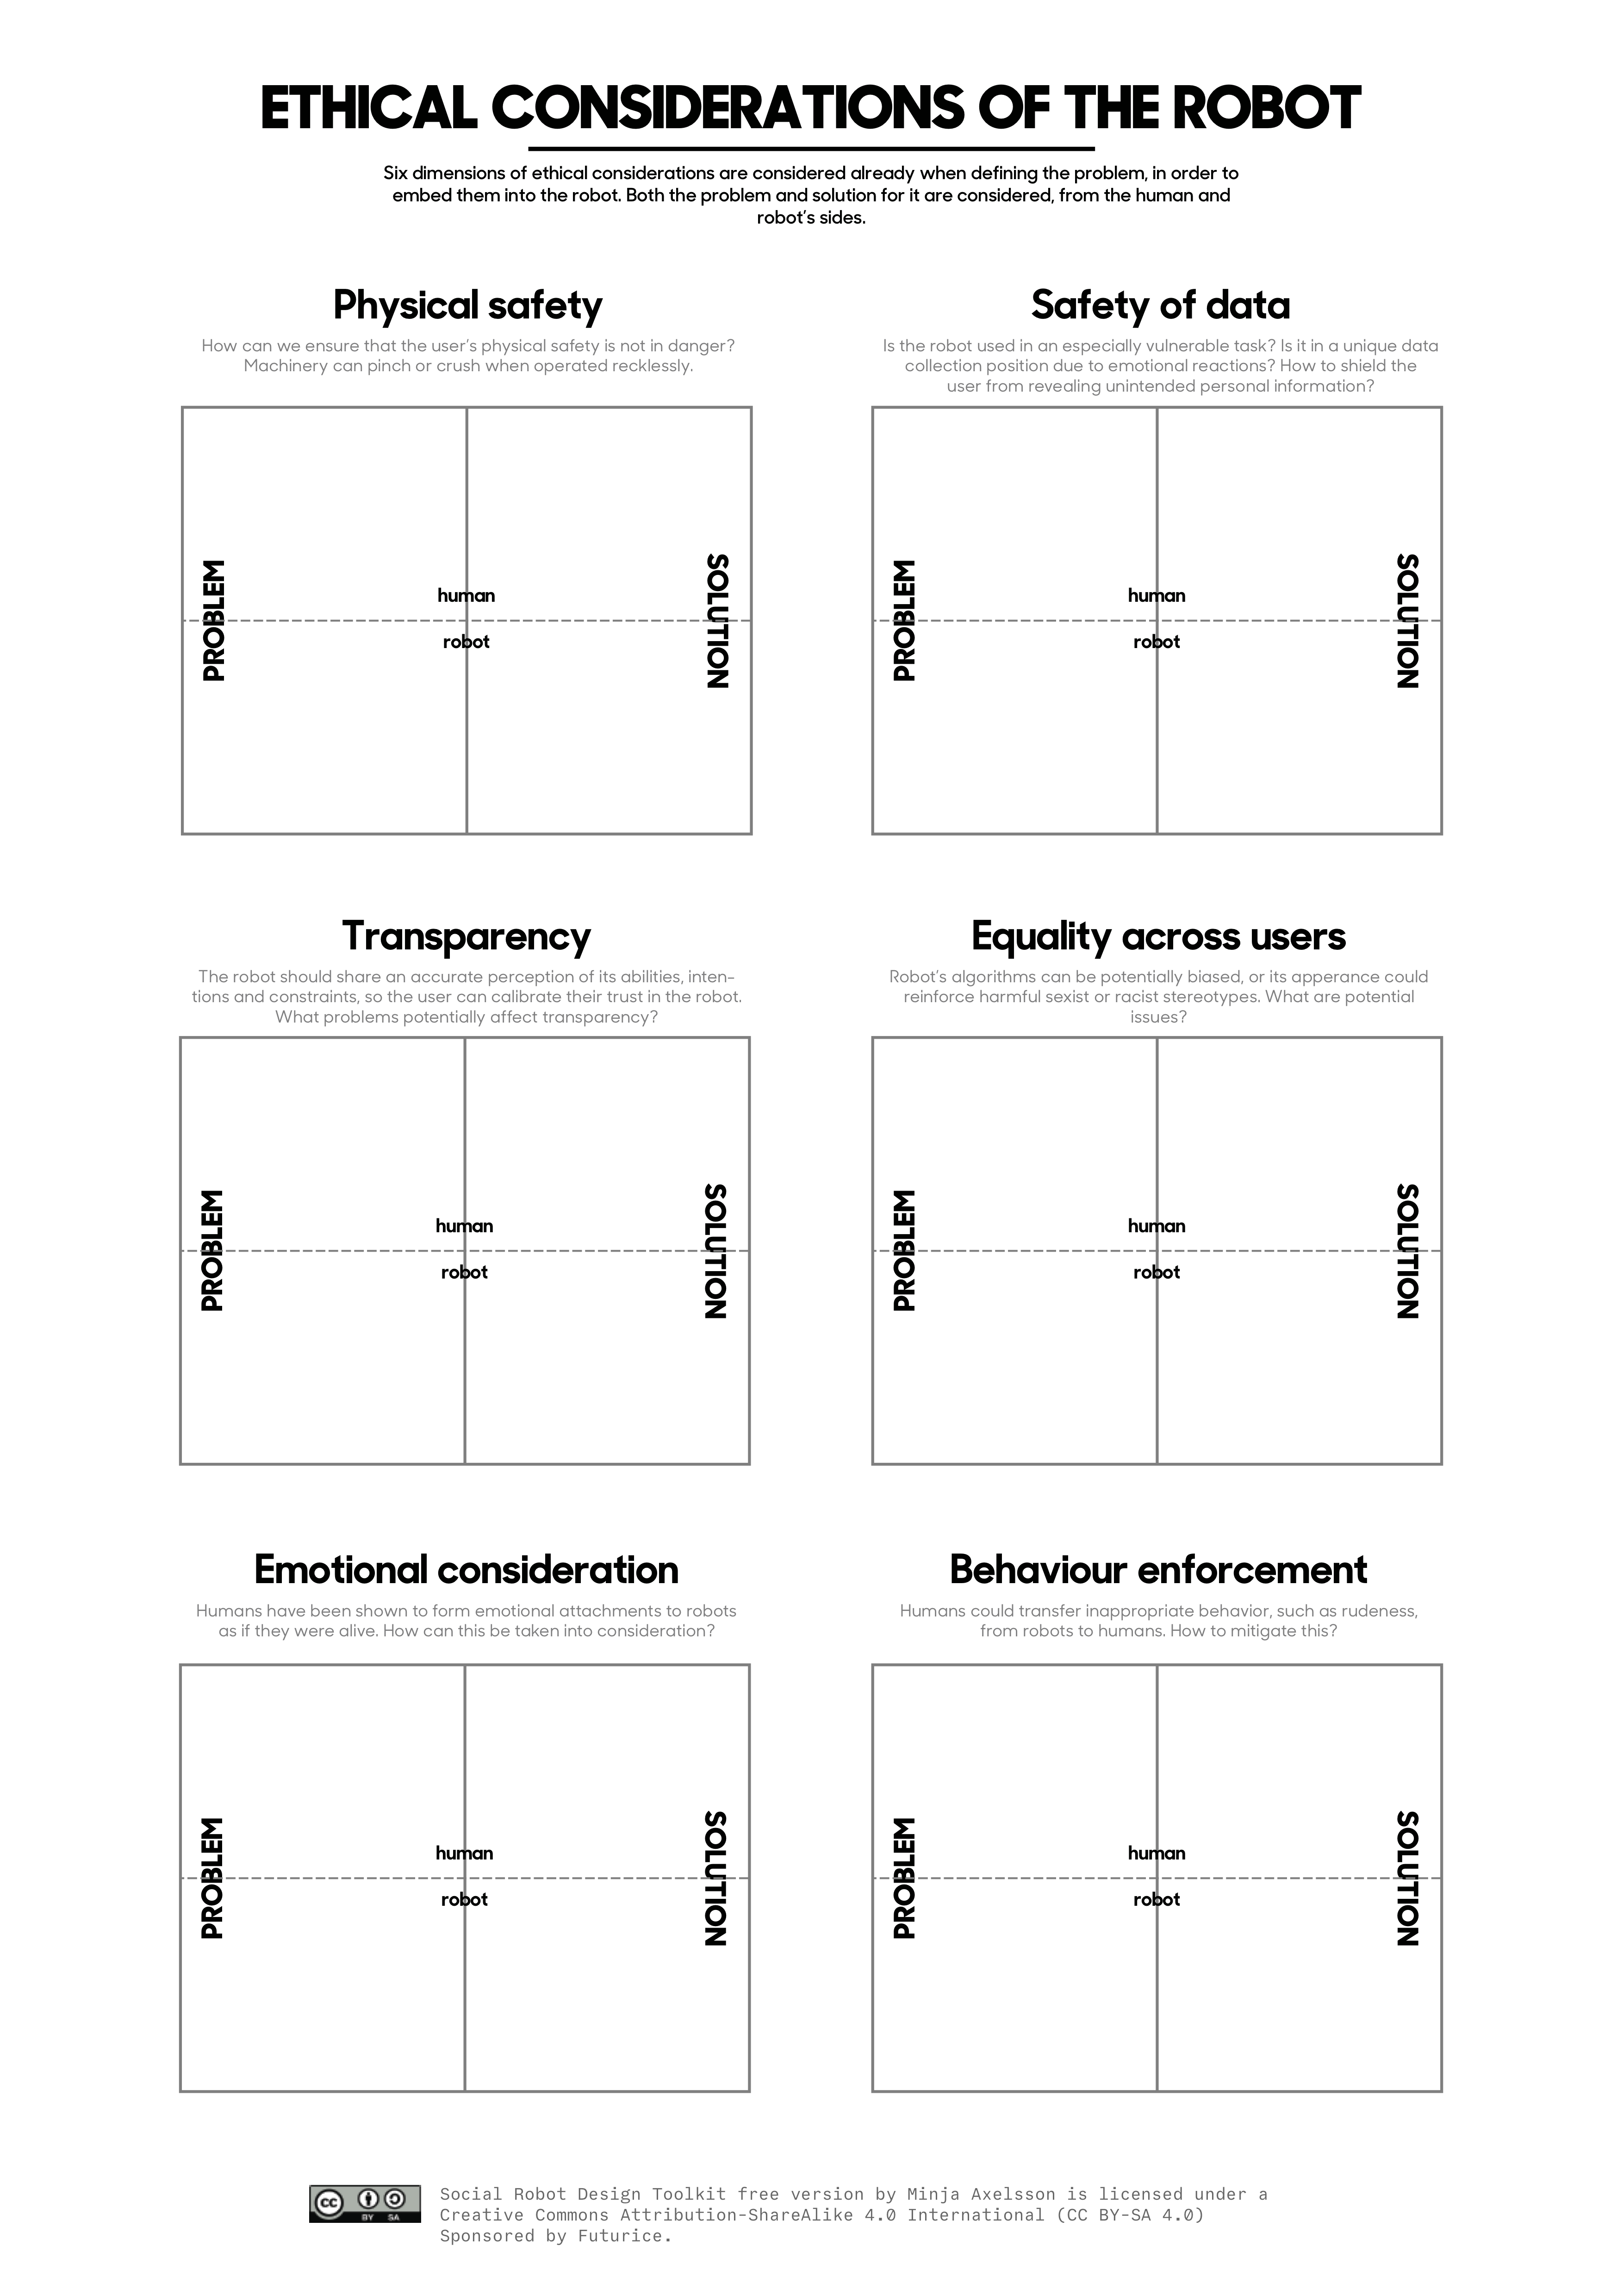 ETHICAL CONSIDERATIONS OF THE ROBOT
Six dimensions of ethical considerations are considered already when defining the problem, in order to
embed them into the robot. Both the problem and solution for it are considered, from the human and
robot's sides.
Physical safety
How can we ensure that the user's physical safety is not in danger?
Machinery can pinch or crush when operated recklessly.
PROBLEM
human
robot
SOLUTION
Safety of data
Is the robot used in an especially vulnerable task? Is it in a unique data
collection position due to emotional reactions? How to shield the
user from revealing unintended personal information?
PROBLEM
human
robot
SOLUTION
Transparency
The robot should share an accurate perception of its abilities, inten-
tions and constraints, so the user can calibrate their trust in the robot.
What problems potentially affect transparency?
PROBLEM
human
robot
SOLUTION
Equality across users
Robot's algorithms can be potentially biased, or its apperance could
reinforce harmful sexist or racist stereotypes. What are potential
issues?
PROBLEM
human
robot
SOLUTION
Emotional consideration
Humans have been shown to form emotional attachments to robots
as if they were alive. How can this be taken into consideration?
PROBLEM
human
robot
SOLUTION
Behaviour enforcement
Humans could transfer inappropriate behavior, such as rudeness,
from robots to humans. How to mitigate this?
PROBLEM
human
robot
SOLUTION
cc
BY SA
Social Robot Design Toolkit free version by Minja Axelsson is licensed under a
Creative Commons Attribution-ShareAlike 4.0 International (CC BY-SA 4.0)
Sponsored by Futurice.